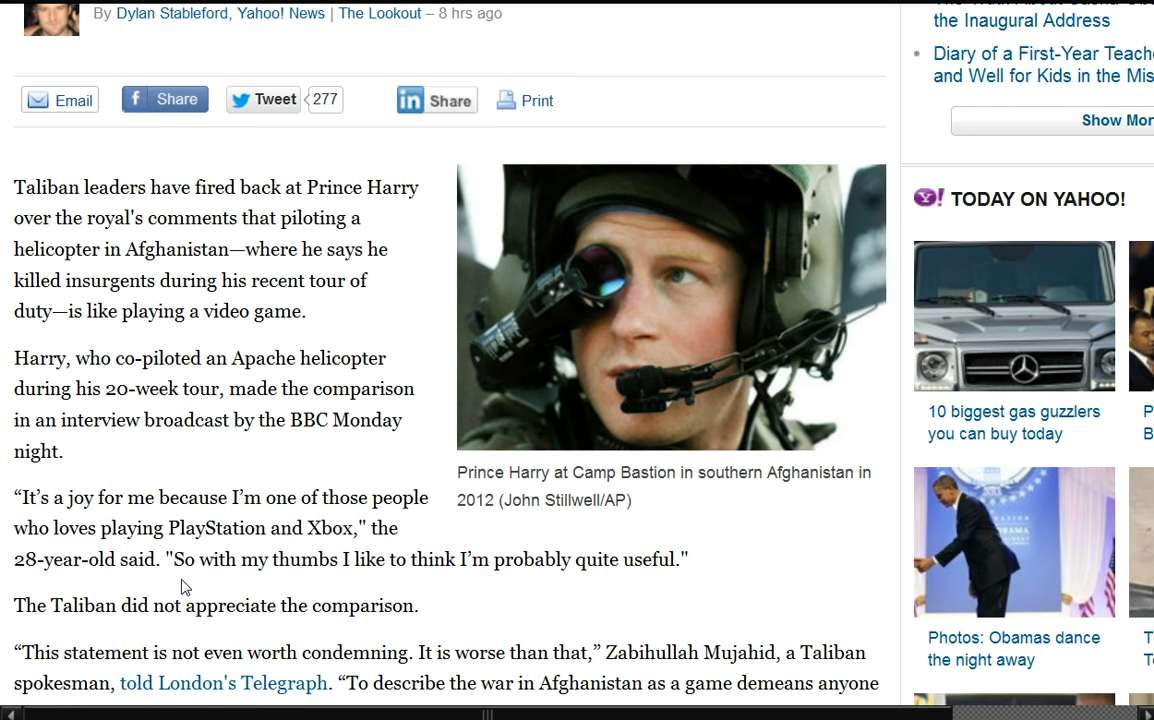 By Dylan Stableford, Yahoo! News | The Lookout – 8 hrs ago
Email
f Share
Tweet
277
in Share
Print
Taliban leaders have fired back at Prince Harry
over the royal's comments that piloting a
helicopter in Afghanistan—where he says he
killed insurgents during his recent tour of
duty—is like playing a video game.
Harry, who co-piloted an Apache helicopter
during his 20-week tour, made the comparison
in an interview broadcast by the BBC Monday
night.
“It’s a joy for me because I’m one of those people
who loves playing PlayStation and Xbox," the
28-year-old said. "So with my thumbs I like to think I’m probably quite useful."
The Taliban did not appreciate the comparison.
“This statement is not even worth condemning. It is worse than that,” Zabihullah Mujahid, a Taliban
spokesman, told London's Telegraph. “To describe the war in Afghanistan as a game demeans anyone
Prince Harry at Camp Bastion in southern Afghanistan in
2012 (John Stillwell/AP)
the Inaugural Address
Diary of a First-Year
and Well for Kids in the
Show
Y! TODAY ON YAHOO!
10 biggest gas guzzlers
you can buy today
Photos: Obamas dance
the night away